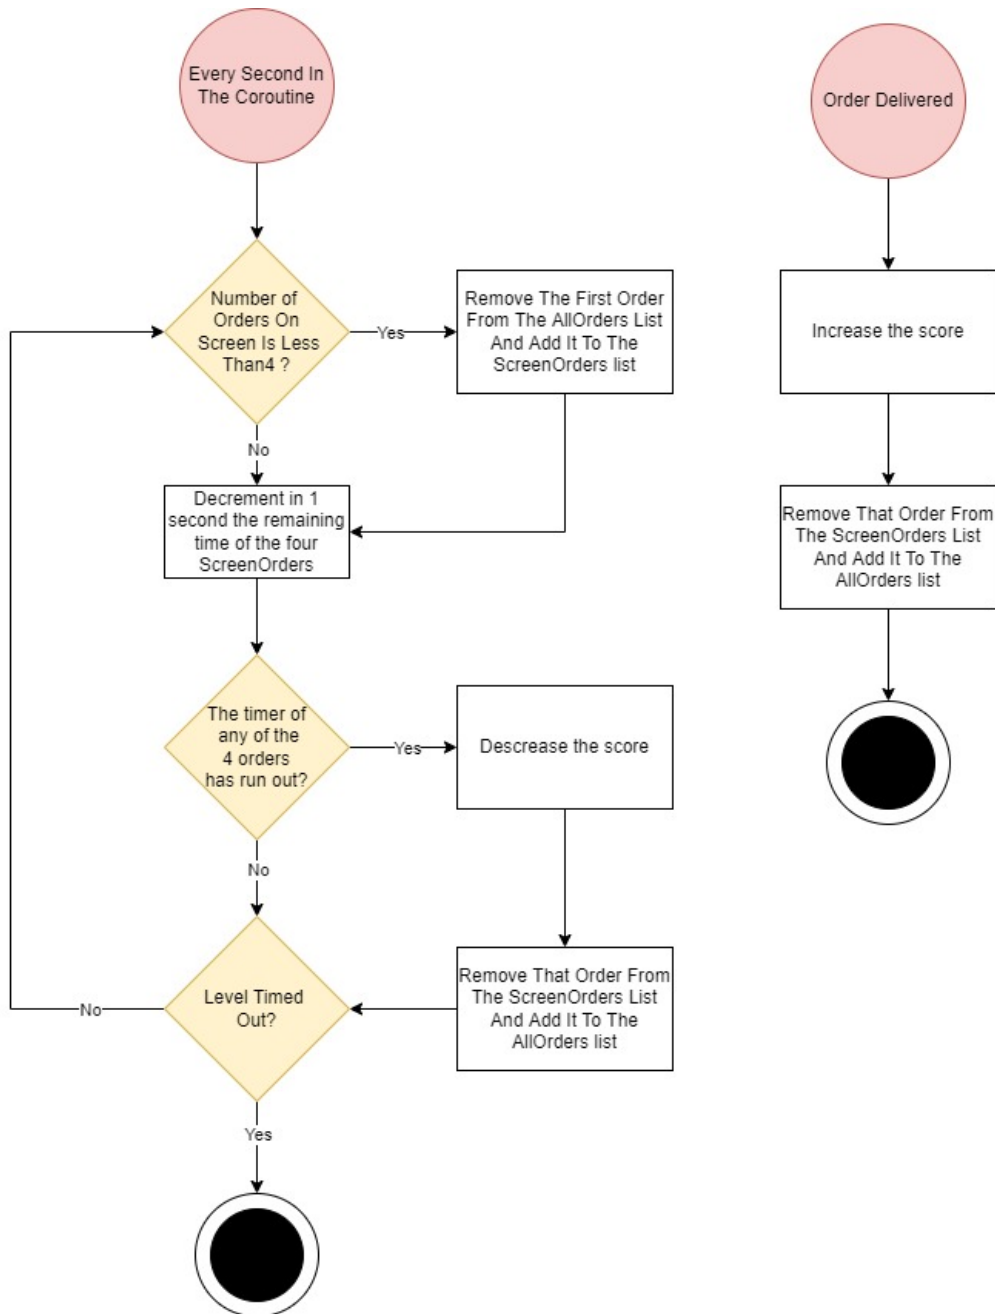 Every Second In
The Coroutine
Order Delivered
Number of
Orders On
Screen Is Less
Than4 ?
Yes
Remove The First Order
From The AllOrders List
And Add It To The
ScreenOrders list
Increase the score
No
Decrement in 1
second the remaining
time of the four
ScreenOrders
Remove That Order From
The ScreenOrders List
And Add It To The
AllOrders list
The timer of
any of the
4 orders
has run out?
Yes
Descrease the score
No
Level Timed
Out?
No
Remove That Order From
The ScreenOrders List
And Add It To The
AllOrders list
Yes